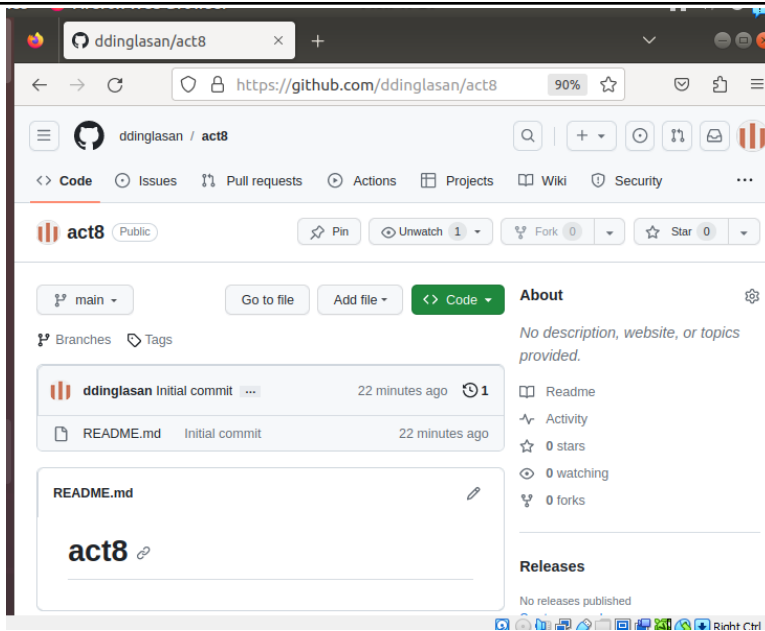 ddinglasan/act8
https://github.com/ddinglasan/act8 90%
ddinglasan / act8
Code Issues Pull requests Actions Projects Wiki Security
act8 Public Pin Unwatch 1 Fork 0 Star 0
main Go to file Add file Code About
No description, website, or topics
provided.
Branches Tags
ddinglasan Initial commit ... 22 minutes ago 1
README.md Initial commit 22 minutes ago
Readme
Activity
0 stars
0 watching
0 forks
README.md
act8
Releases
No releases published
Right Ctrl